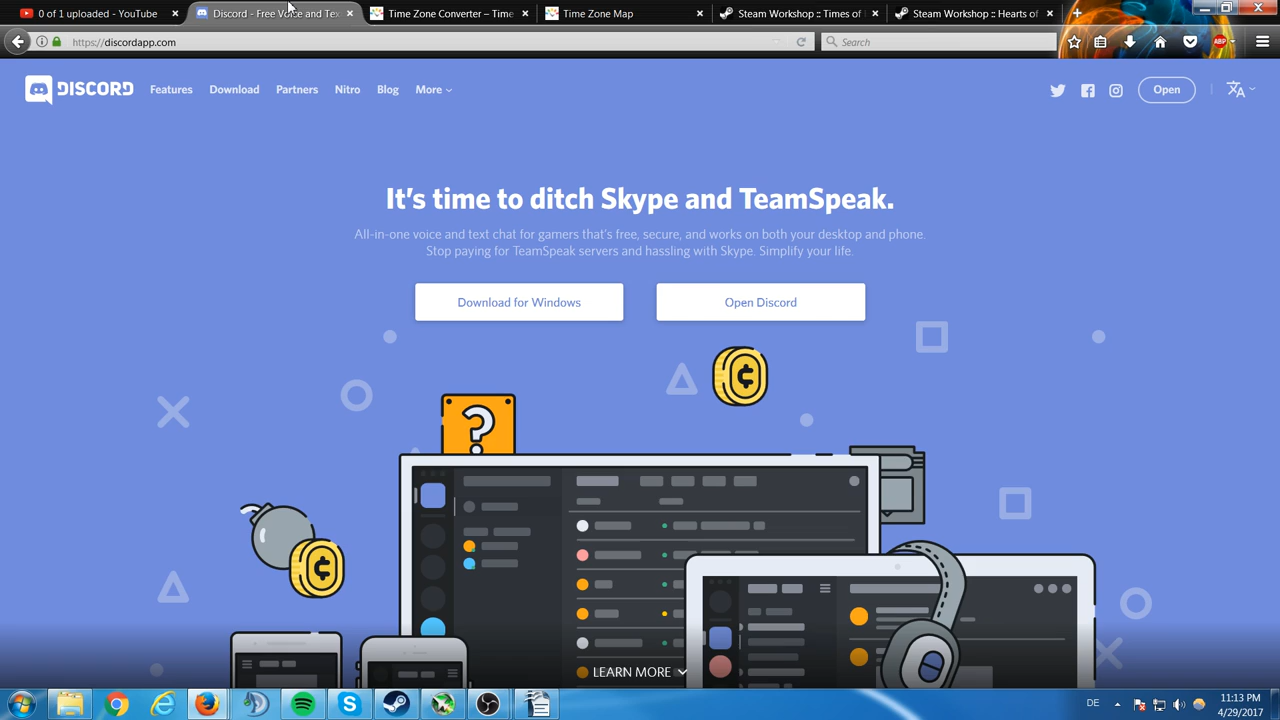 0 of 1 uploaded - YouTube
Discord - Free Voice and Tex
Time Zone Converter – Time
Time Zone Map
Steam Workshop :: Times of
Steam Workshop :: Hearts of
https://discordapp.com
Search
ABP
DISCORD
Features
Download
Partners
Nitro
Blog
More
Open
It's time to ditch Skype and TeamSpeak.
All-in-one voice and text chat for gamers that's free, secure, and works on both your desktop and phone.
Stop paying for TeamSpeak servers and hassling with Skype. Simplify your life.
Download for Windows
Open Discord
?
LEARN MORE
DE
11:13 PM
4/29/2017